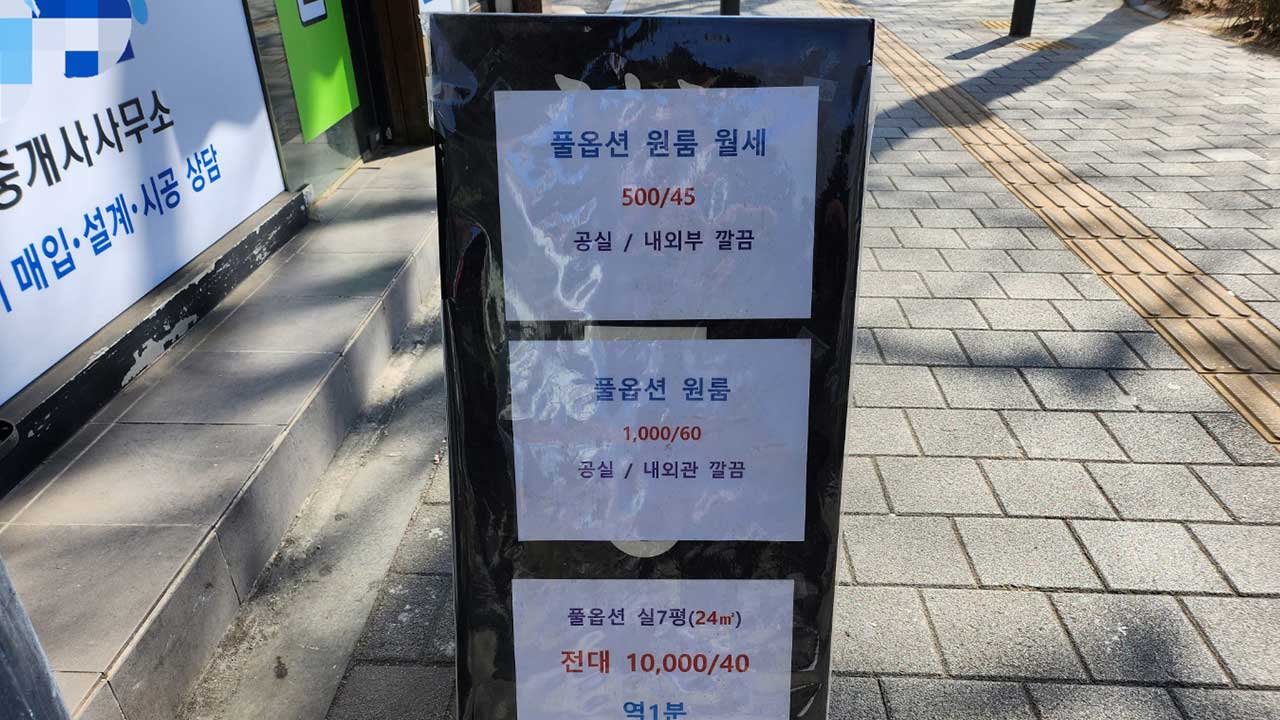 중개사사무소
매입·설계·시공 상담
풀옵션 원룸 월세
500/45
공실 / 내외부 깔끔
풀옵션 원룸
1,000/60
공실 / 내외관 깔끔
풀옵션 실7평(24㎡)
전대 10,000/40
역1분